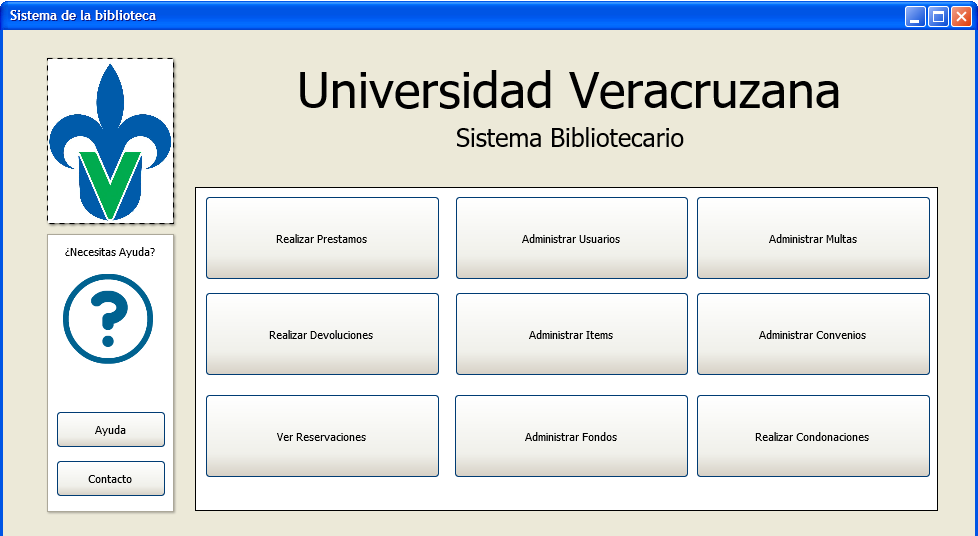 Sistema de la biblioteca
Universidad Veracruzana
Sistema Bibliotecario
¿Necesitas Ayuda?
?
Ayuda
Contacto
Realizar Prestamos
Administrar Usuarios
Administrar Multas
Realizar Devoluciones
Administrar Items
Administrar Convenios
Ver Reservaciones
Administrar Fondos
Realizar Condonaciones